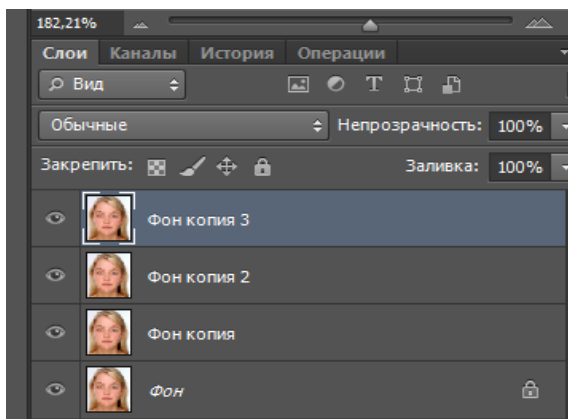 182,21%
Слои Каналы История Операции
Вид T
Обычные Непрозрачность: 100%
Закрепить: Заливка: 100%
Фон копия 3
Фон копия 2
Фон копия
Фон